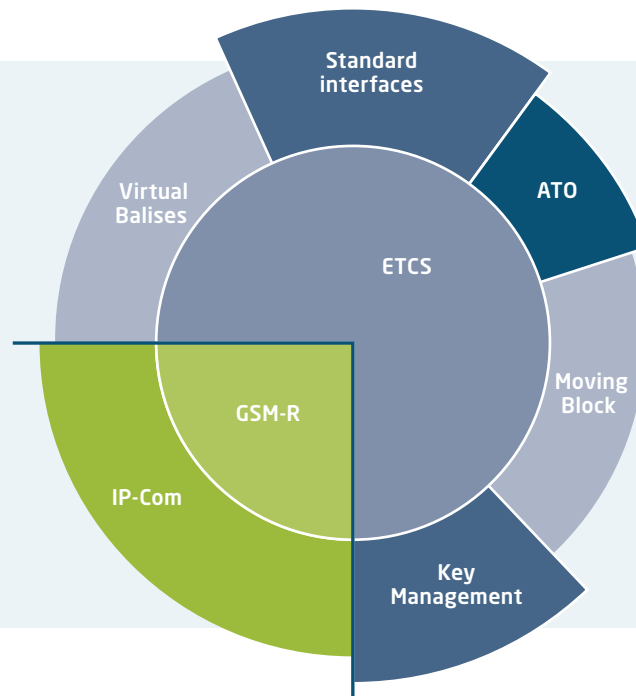 Standard
interfaces
Virtual
Balises
ATO
ETCS
Moving
Block
GSM-R
IP-Com
Key
Management